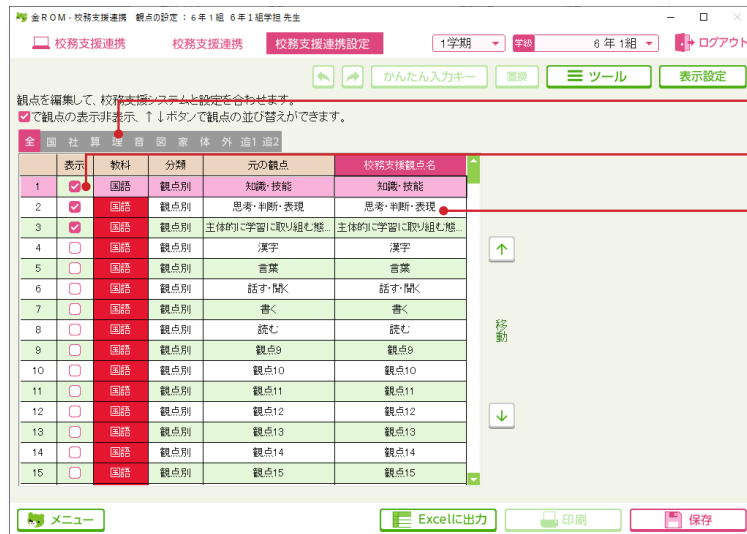 金ＲＯＭ - 校務支援連携　観点の設定 ： 6 年 1 組　6 年 1 組学担 先生
校務支援連携　校務支援連携　校務支援連携設定　1学期　学級　6 年 1組　ログアウト
かんたん入力キー　置換　ツール　表示設定
観点を編集して、校務支援システムと設定を合わせます。
で観点の表示非表示、↑↓ボタンで観点の並び替えができます。
全 国 社 算 理 音 図 家 体 外 追1 追2
表示　教科　分類　元の観点　校務支援観点名
1　国語　観点別　知識・技能　知識・技能
2　国語　観点別　思考・判断・表現　思考・判断・表現
3　国語　観点別　主体的に学習に取り組む態...　主体的に学習に取り組む態...
4　国語　観点別　漢字　漢字
5　国語　観点別　言葉　言葉
6　国語　観点別　話す・聞く　話す・聞く
7　国語　観点別　書く　書く
8　国語　観点別　読む　読む
9　国語　観点別　観点9　観点9
10　国語　観点別　観点10　観点10
11　国語　観点別　観点11　観点11
12　国語　観点別　観点12　観点12
13　国語　観点別　観点13　観点13
14　国語　観点別　観点14　観点14
15　国語　観点別　観点15　観点15
↑
移動
↓
メニュー　Excelに出力　印刷　保存